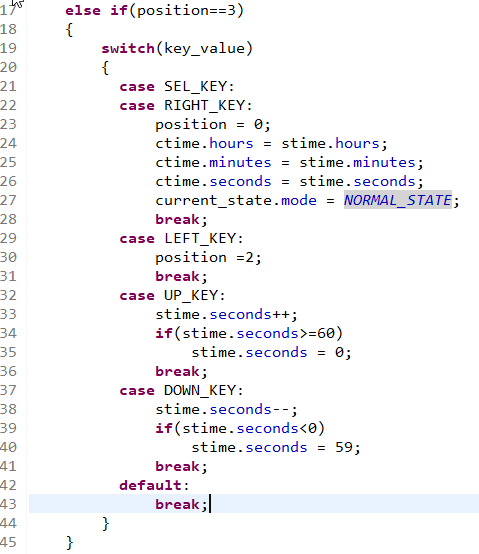 17 else if(position==3)
18 {
19 switch(key_value)
20 {
21 case SEL_KEY:
22 case RIGHT_KEY:
23 position = 0;
24 ctime.hours = stime.hours;
25 ctime.minutes = stime.minutes;
26 ctime.seconds = stime.seconds;
27 current_state.mode = NORMAL_STATE;
28 break;
29 case LEFT_KEY:
30 position =2;
31 break;
32 case UP_KEY:
33 stime.seconds++;
34 if(stime.seconds>=60)
35 stime.seconds = 0;
36 break;
37 case DOWN_KEY:
38 stime.seconds--;
39 if(stime.seconds<0)
40 stime.seconds = 59;
41 break;
42 default:
43 break;
44 }
45 }